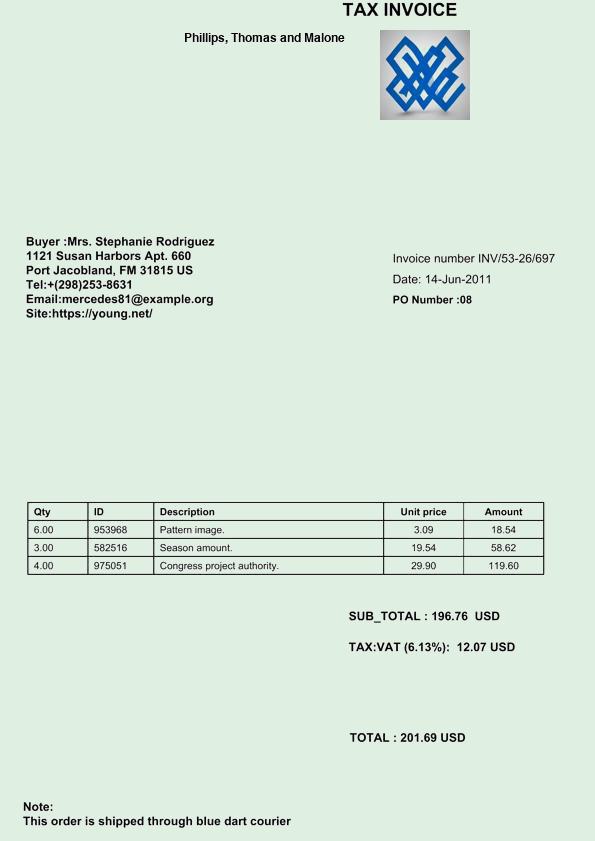 TAX INVOICE
Phillips, Thomas and Malone
Buyer :Mrs. Stephanie Rodriguez
1121 Susan Harbors Apt. 660
Port Jacobland, FM 31815 US
Tel:+(298)253-8631
Email:mercedes81@example.org
Site:https://young.net/
Invoice number INV/53-26/697
Date: 14-Jun-2011
PO Number :08
Qty ID Description Unit price Amount
6.00 953968 Pattern image. 3.09 18.54
3.00 582516 Season amount. 19.54 58.62
4.00 975051 Congress project authority. 29.90 119.60
SUB_TOTAL : 196.76 USD
TAX:VAT (6.13%): 12.07 USD
TOTAL : 201.69 USD
Note:
This order is shipped through blue dart courier